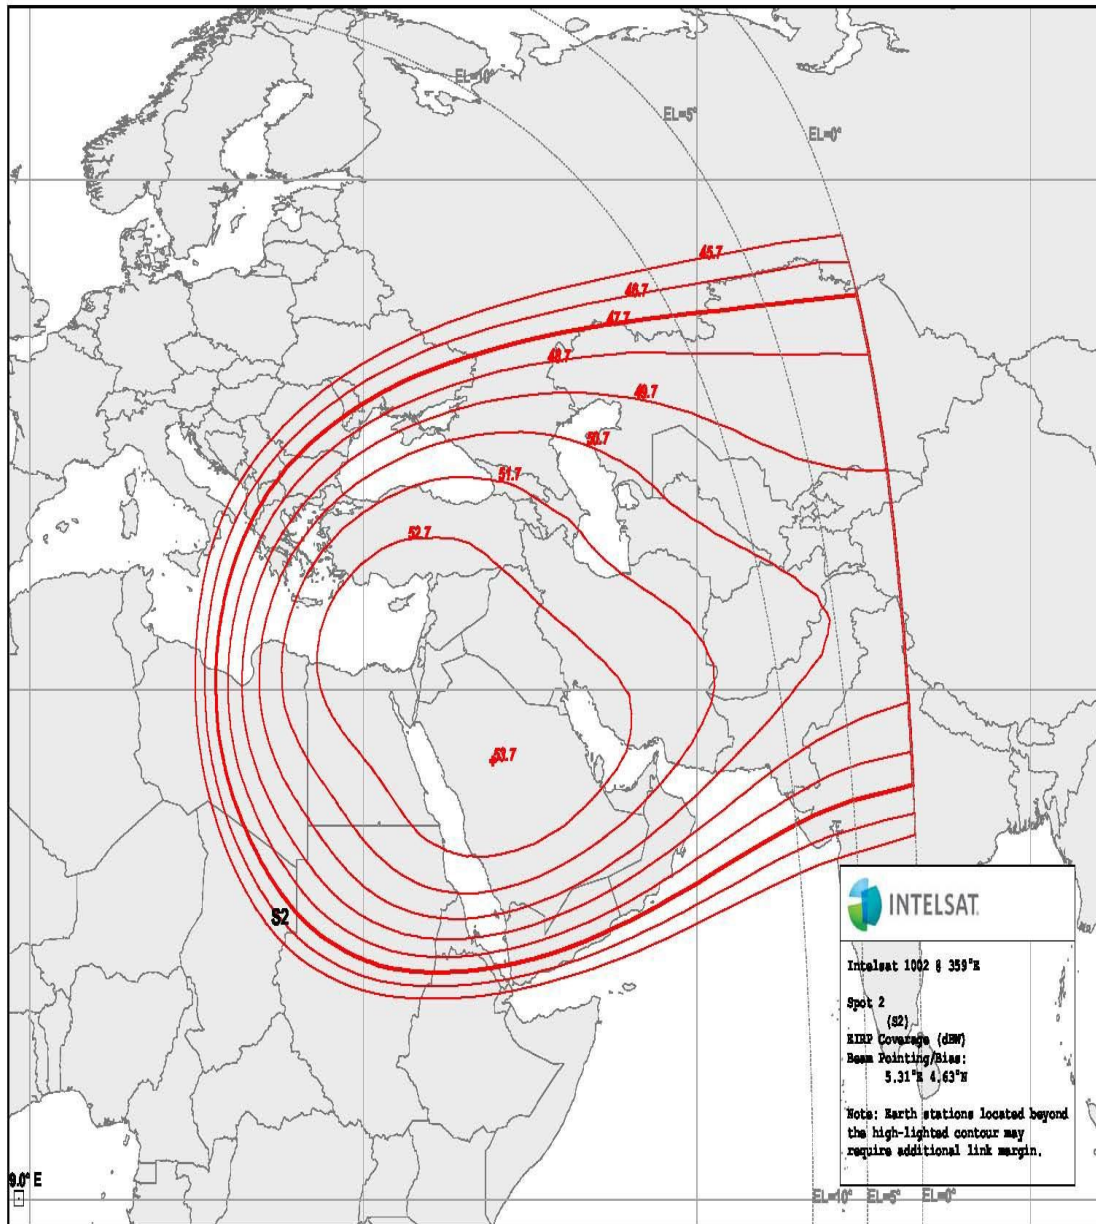 EL=10°
EL=5°
EL=0°
45.7
46.7
47.7
48.7
49.7
50.7
51.7
52.7
53.7
S2
INTELSAT
Intelsat 1002 @ 359°E
Spot 2
(S2)
EIRP Coverage (dBW)
Beam Pointing/Bias:
5.31°E 4.63°N
Note: Earth stations located beyond
the high-lighted contour may
require additional link margin.
9.0° E
EL=10° EL=5° EL=0°